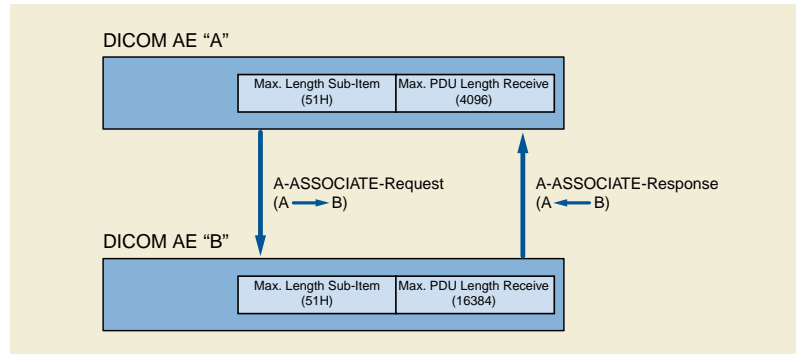 DICOM AE “A”
Max. Length Sub-Item
(51H)
Max. PDU Length Receive
(4096)
A-ASSOCIATE-Request
(A B)
A-ASSOCIATE-Response
(A B)
DICOM AE “B”
Max. Length Sub-Item
(51H)
Max. PDU Length Receive
(16384)